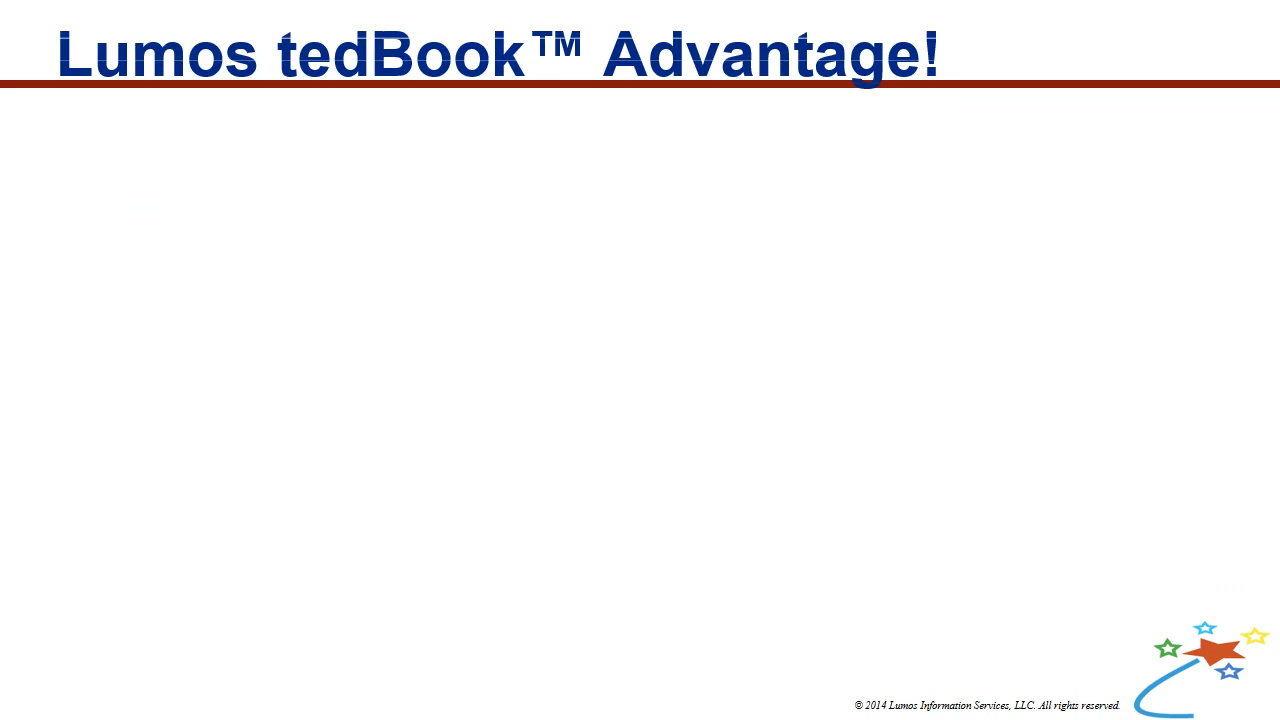 Lumos tedBook™ Advantage!
© 2014 Lumos Information Services, LLC. All rights reserved.